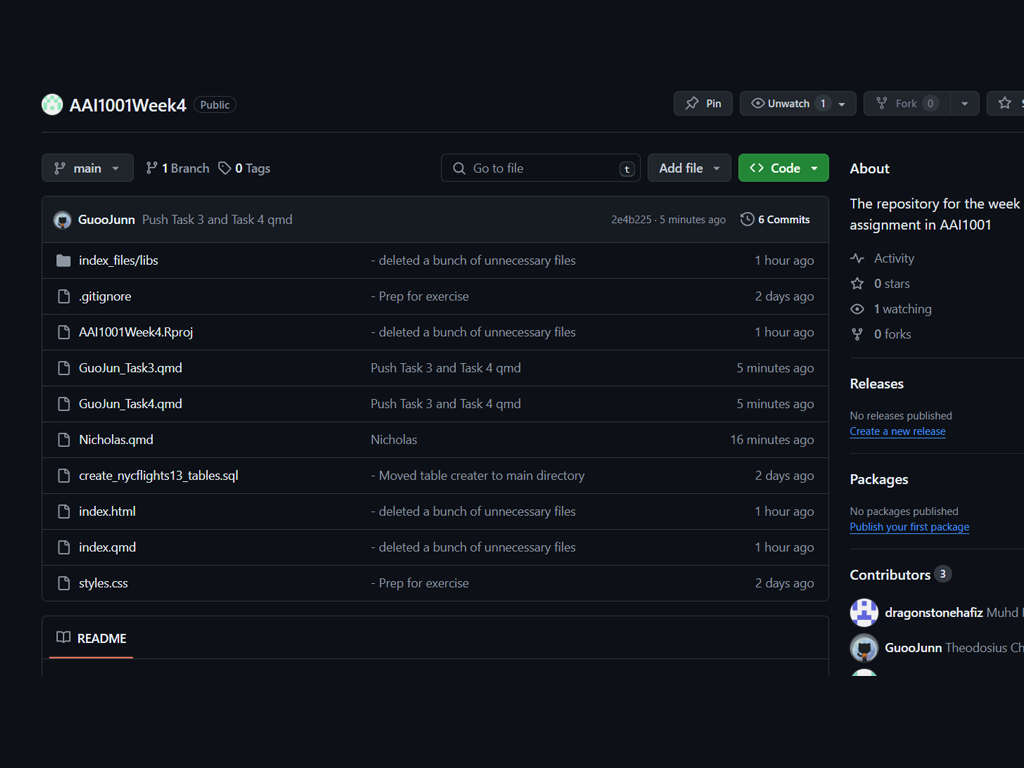 AAI1001Week4 Public Pin Unwatch 1 Fork 0
main 1 Branch 0 Tags Go to file t Add file Code
GuooJunn Push Task 3 and Task 4 qmd 2e4b225 · 5 minutes ago 6 Commits
index_files/libs - deleted a bunch of unnecessary files 1 hour ago
.gitignore - Prep for exercise 2 days ago
AAI1001Week4.Rproj - deleted a bunch of unnecessary files 1 hour ago
GuoJun_Task3.qmd Push Task 3 and Task 4 qmd 5 minutes ago
GuoJun_Task4.qmd Push Task 3 and Task 4 qmd 5 minutes ago
Nicholas.qmd Nicholas 16 minutes ago
create_nycflights13_tables.sql - Moved table creater to main directory 2 days ago
index.html - deleted a bunch of unnecessary files 1 hour ago
index.qmd - deleted a bunch of unnecessary files 1 hour ago
styles.css - Prep for exercise 2 days ago
README
About
The repository for the week
assignment in AAI1001
Activity
0 stars
1 watching
0 forks
Releases
No releases published
Create a new release
Packages
No packages published
Publish your first package
Contributors 3
dragonstonehafiz Muhd
GuooJunn Theodosius Ch